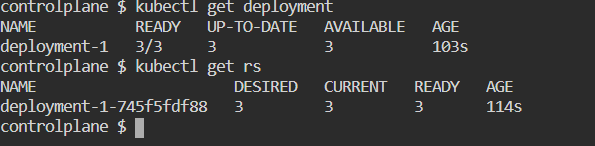 controlplane $ kubectl get deployment
NAME           READY   UP-TO-DATE   AVAILABLE   AGE
deployment-1   3/3     3            3           103s
controlplane $ kubectl get rs
NAME                      DESIRED   CURRENT   READY   AGE
deployment-1-745f5fdf88   3         3         3       114s
controlplane $